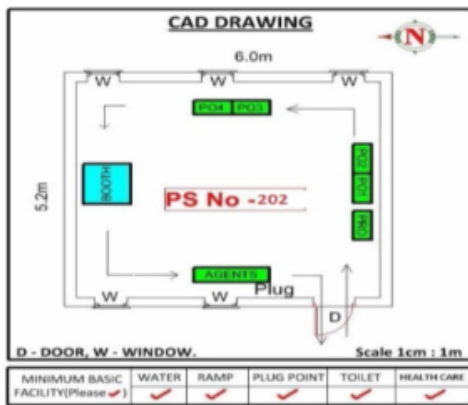 CAD DRAWING
N
6.0m
W W W
PO4 PO3
5.2m
BOOTH
PO2
PO1
PRO
PS No -202
AGENTS
Plug
W W
D
D - DOOR, W - WINDOW. Scale 1cm : 1m
MINIMUM BASIC FACILITY(Please ✓) WATER RAMP PLUG POINT TOILET HEALTH CARE
✓ ✓ ✓ ✓ ✓